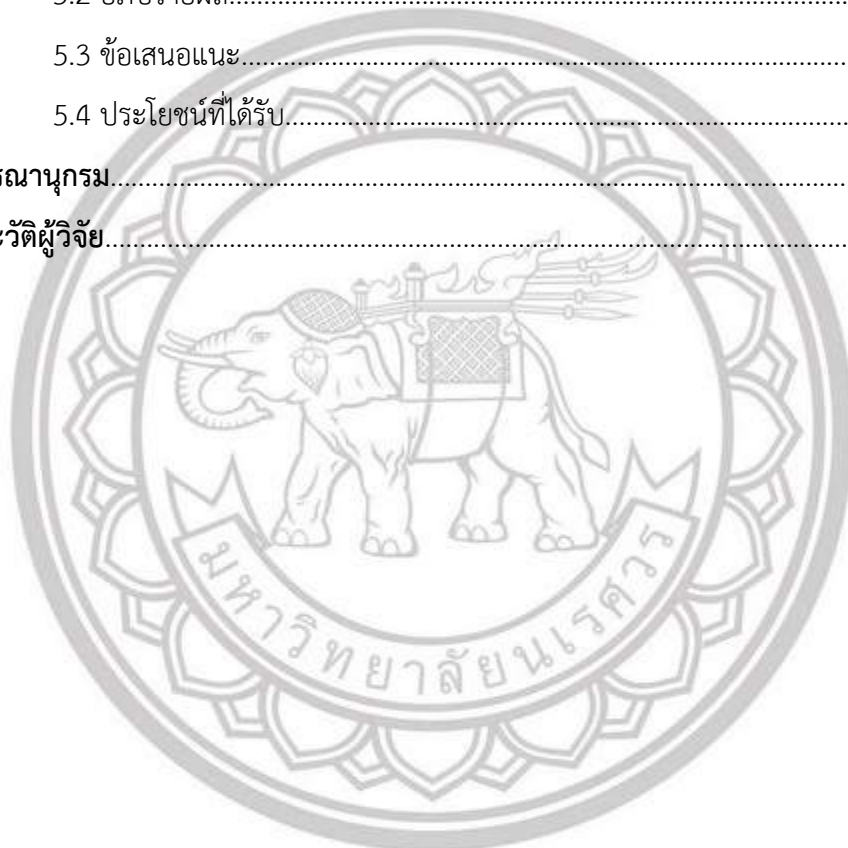 5.3 ข้อเสนอแนะ................................................................................................
5.4 ประโยชน์ที่ได้รับ................................................................................................
รณานุกรม................................................................................................
ะวัติผู้วิจัย................................................................................................
มหาวิทยาลัยนเรศวร